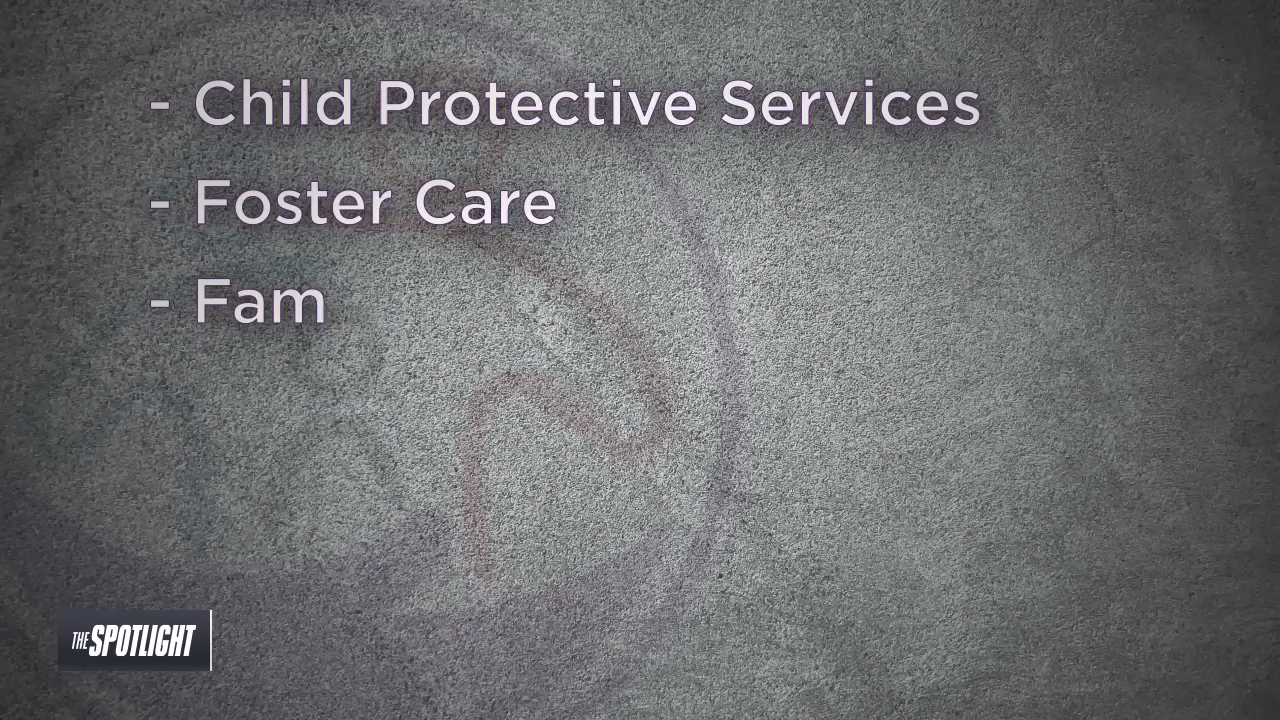 - Child Protective Services
- Foster Care
- Fam
THE SPOTLIGHT